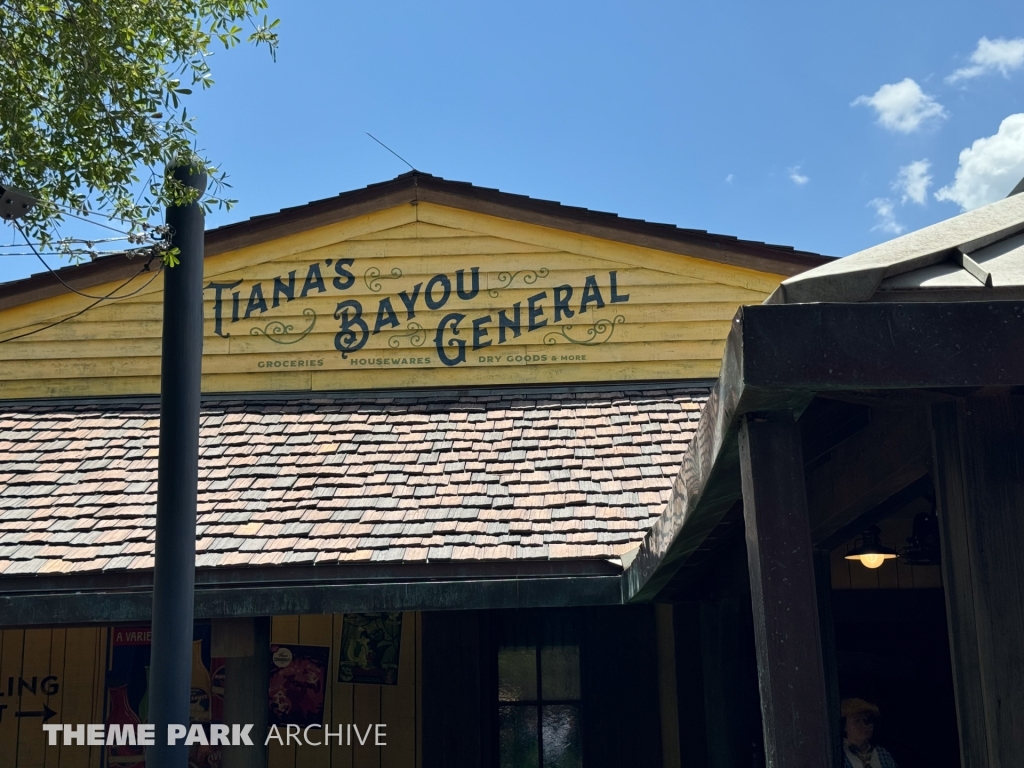 TIANA'S
BAYOU
GENERAL
GROCERIES HOUSEWARES DRY GOODS & MORE
A VARIE
LING
T →
THEME PARK ARCHIVE